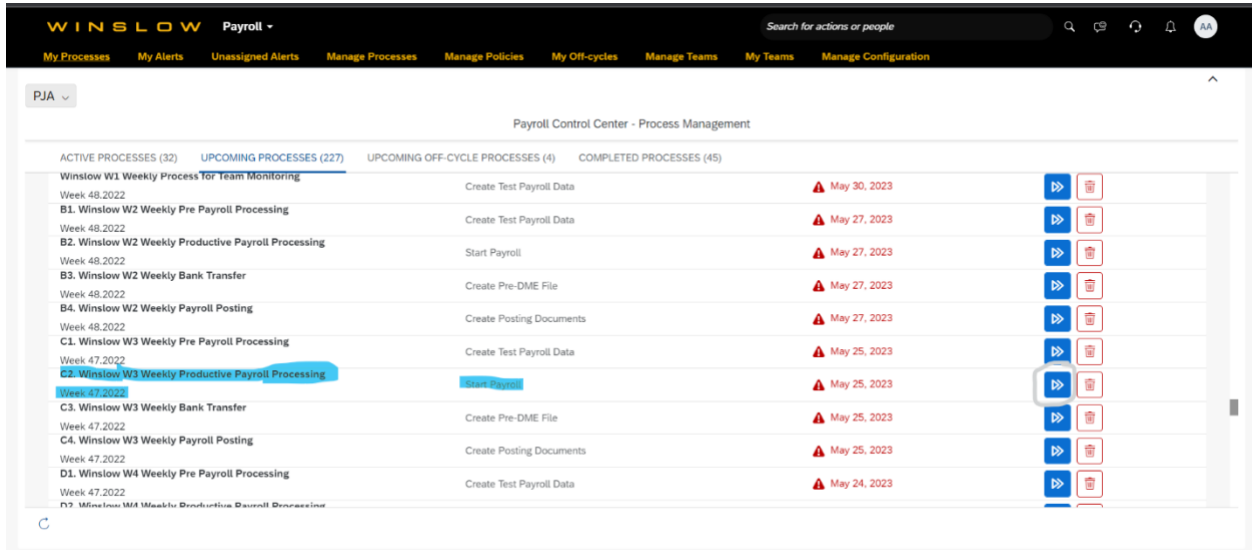 WINSLOW Payroll Search for actions or people AA
My Processes My Alerts Unassigned Alerts Manage Processes Manage Policies My Off-cycles Manage Teams My Teams Manage Configuration
PJA
Payroll Control Center - Process Management
ACTIVE PROCESSES (32) UPCOMING PROCESSES (227) UPCOMING OFF-CYCLE PROCESSES (4) COMPLETED PROCESSES (45)
Winslow W1 Weekly Process for Team Monitoring
Week 48.2022 Create Test Payroll Data May 30, 2023
B1. Winslow W2 Weekly Pre Payroll Processing
Week 48.2022 Create Test Payroll Data May 27, 2023
B2. Winslow W2 Weekly Productive Payroll Processing
Week 48.2022 Start Payroll May 27, 2023
B3. Winslow W2 Weekly Bank Transfer
Week 48.2022 Create Pre-DME File May 27, 2023
B4. Winslow W2 Weekly Payroll Posting
Week 48.2022 Create Posting Documents May 27, 2023
C1. Winslow W3 Weekly Pre Payroll Processing
Week 47.2022 Create Test Payroll Data May 25, 2023
C2. Winslow W3 Weekly Productive Payroll Processing
Week 47.2022 Start Payroll May 25, 2023
C3. Winslow W3 Weekly Bank Transfer
Week 47.2022 Create Pre-DME File May 25, 2023
C4. Winslow W3 Weekly Payroll Posting
Week 47.2022 Create Posting Documents May 25, 2023
D1. Winslow W4 Weekly Pre Payroll Processing
Week 47.2022 Create Test Payroll Data May 24, 2023
D2. Winslow W4 Weekly Productive Payroll Processing